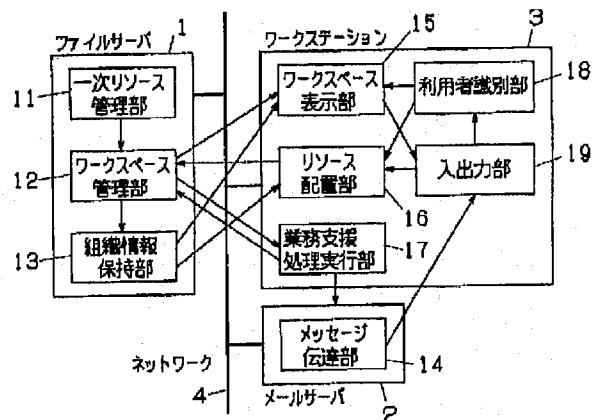 ファイルサーバ
1
11
一次リソース
管理部
12
ワークスペース
管理部
13
組織情報
保持部
ワークステーション
3
15
ワークスペース
表示部
利用者識別部
18
リソース
配置部
16
入出力部
19
業務支援
処理実行部
17
メッセージ
伝達部
14
ネットワーク
4
メールサーバ
2